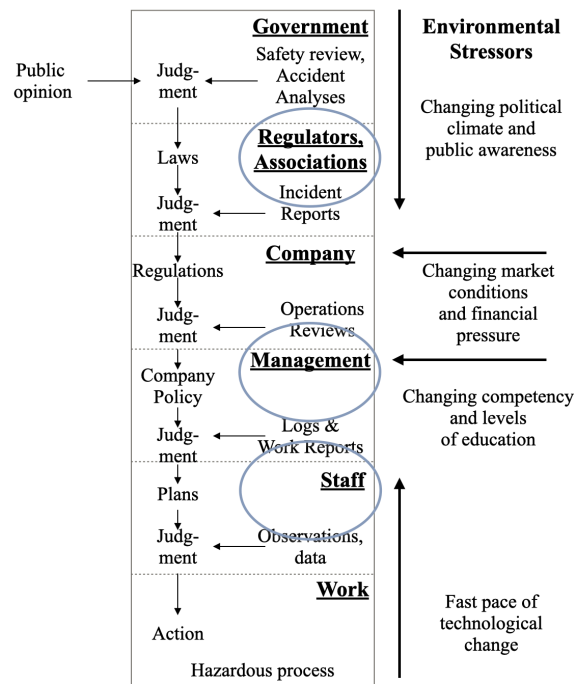 Government
Environmental
Stressors
Public
opinion
Judg-
ment
Safety review,
Accident
Analyses
Changing political
climate and
public awareness
Regulators,
Associations
Laws
Judg-
ment
Incident
Reports
Company
Regulations
Changing market
conditions
and financial
pressure
Judg-
ment
Operations
Reviews
Management
Company
Policy
Changing competency
and levels
of education
Judg-
ment
Logs &
Work Reports
Staff
Plans
Judg-
ment
Observations,
data
Work
Action
Fast pace of
technological
change
Hazardous process